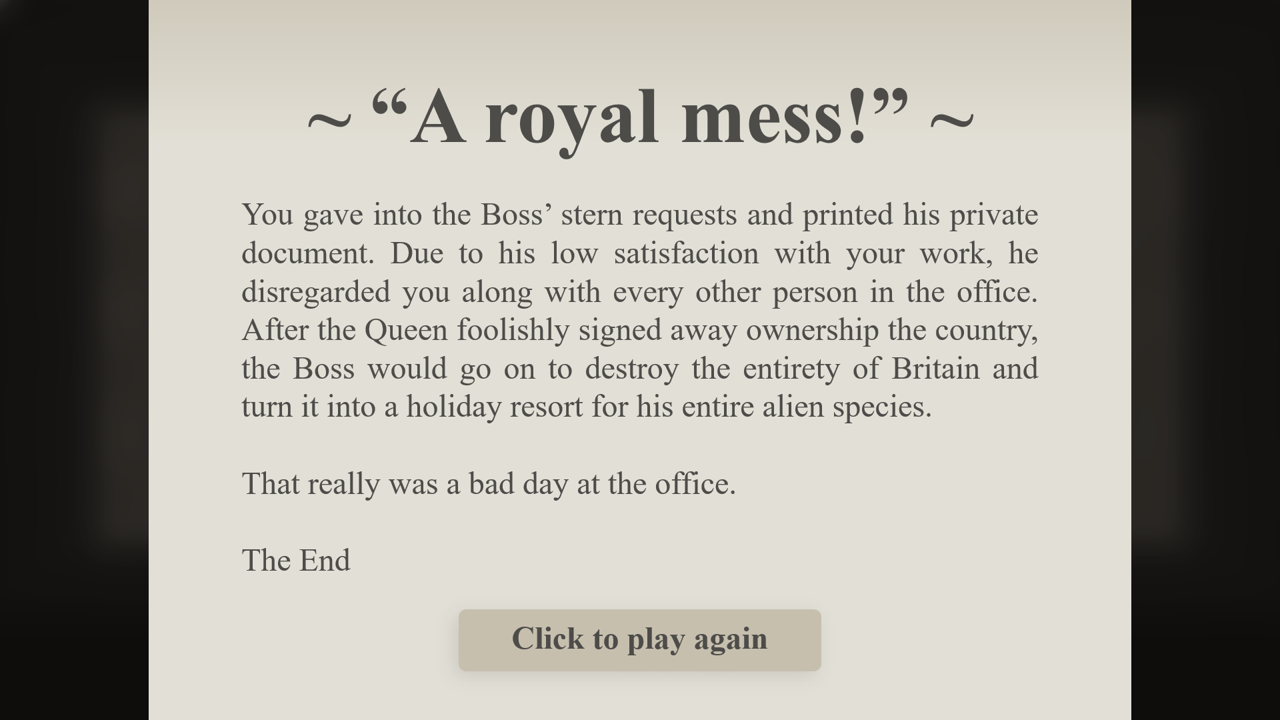 ~ “A royal mess!” ~
You gave into the Boss’ stern requests and printed his private
document. Due to his low satisfaction with your work, he
disregarded you along with every other person in the office.
After the Queen foolishly signed away ownership the country,
the Boss would go on to destroy the entirety of Britain and
turn it into a holiday resort for his entire alien species.
That really was a bad day at the office.
The End
Click to play again